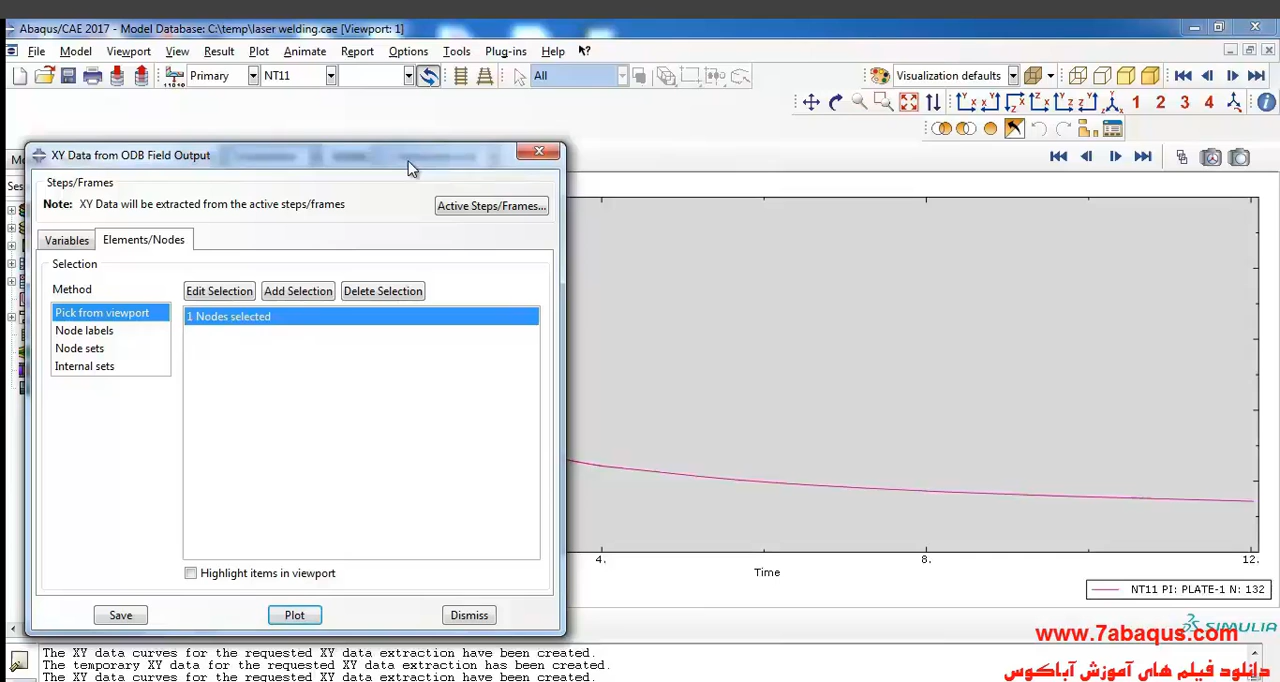 Abaqus/CAE 2017 - Model Database: C:\temp\laser welding.cae [Viewport: 1]
File Model Viewport View Result Plot Animate Report Options Tools Plug-ins Help
Primary NT11 All Visualization defaults
1 2 3 4
XY Data from ODB Field Output
Steps/Frames
Note: XY Data will be extracted from the active steps/frames
Active Steps/Frames...
Variables Elements/Nodes
Selection
Method
Edit Selection Add Selection Delete Selection
Pick from viewport
Node labels
Node sets
Internal sets
1 Nodes selected
Highlight items in viewport
Save Plot Dismiss
4. 8. 12.
Time
NT11 PI: PLATE-1 N: 132
SIMULIA
www.7abaqus.com
دانلود فیلم های آموزش آباکوس
The XY data curves for the requested XY data extraction have been created.
The temporary XY data for the requested XY data extraction has been created.
The XY data curves for the requested XY data extraction have been created.